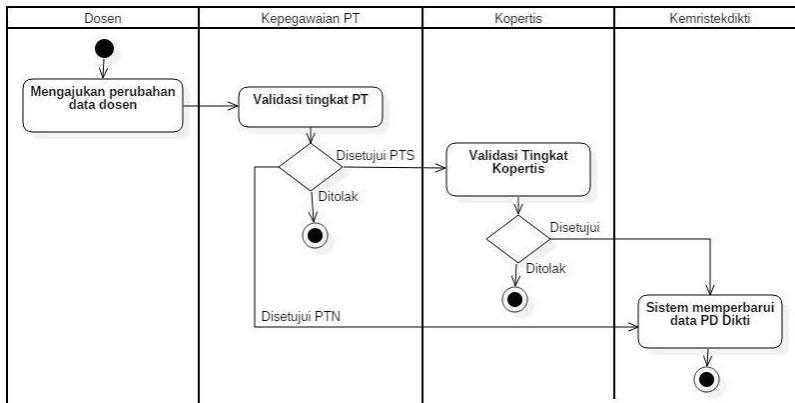 Dosen
Kepegawaian PT
Kopertis
Kemristekdikti
Mengajukan perubahan
data dosen
Validasi tingkat PT
Disetujui PTS
Ditolak
Validasi Tingkat
Kopertis
Disetujui
Ditolak
Disetujui PTN
Sistem memperbarui
data PD Dikti